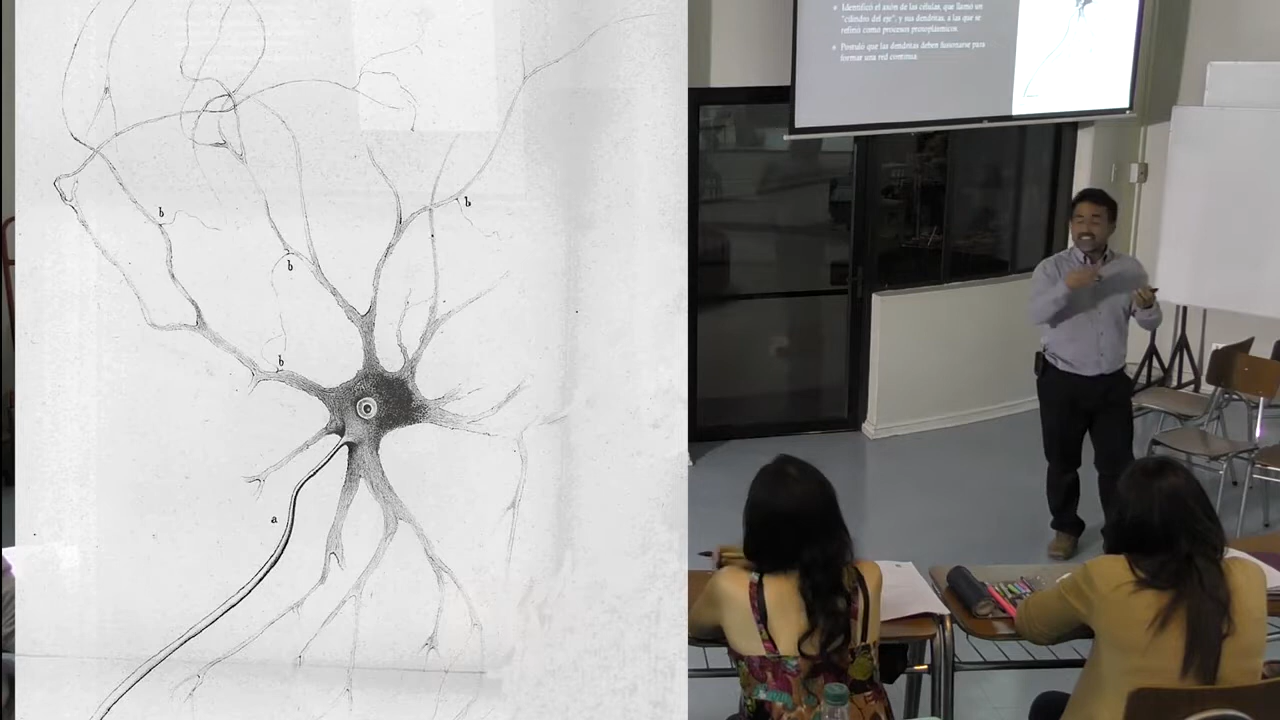 b
b
b
b
a
Identificó el axón de las células, que llamó un
"cilindro del eje", y sus dendritas, a las que se
refirió como procesos protoplásmicos.
Postuló que las dendritas deben fusionarse para
formar una red continua.